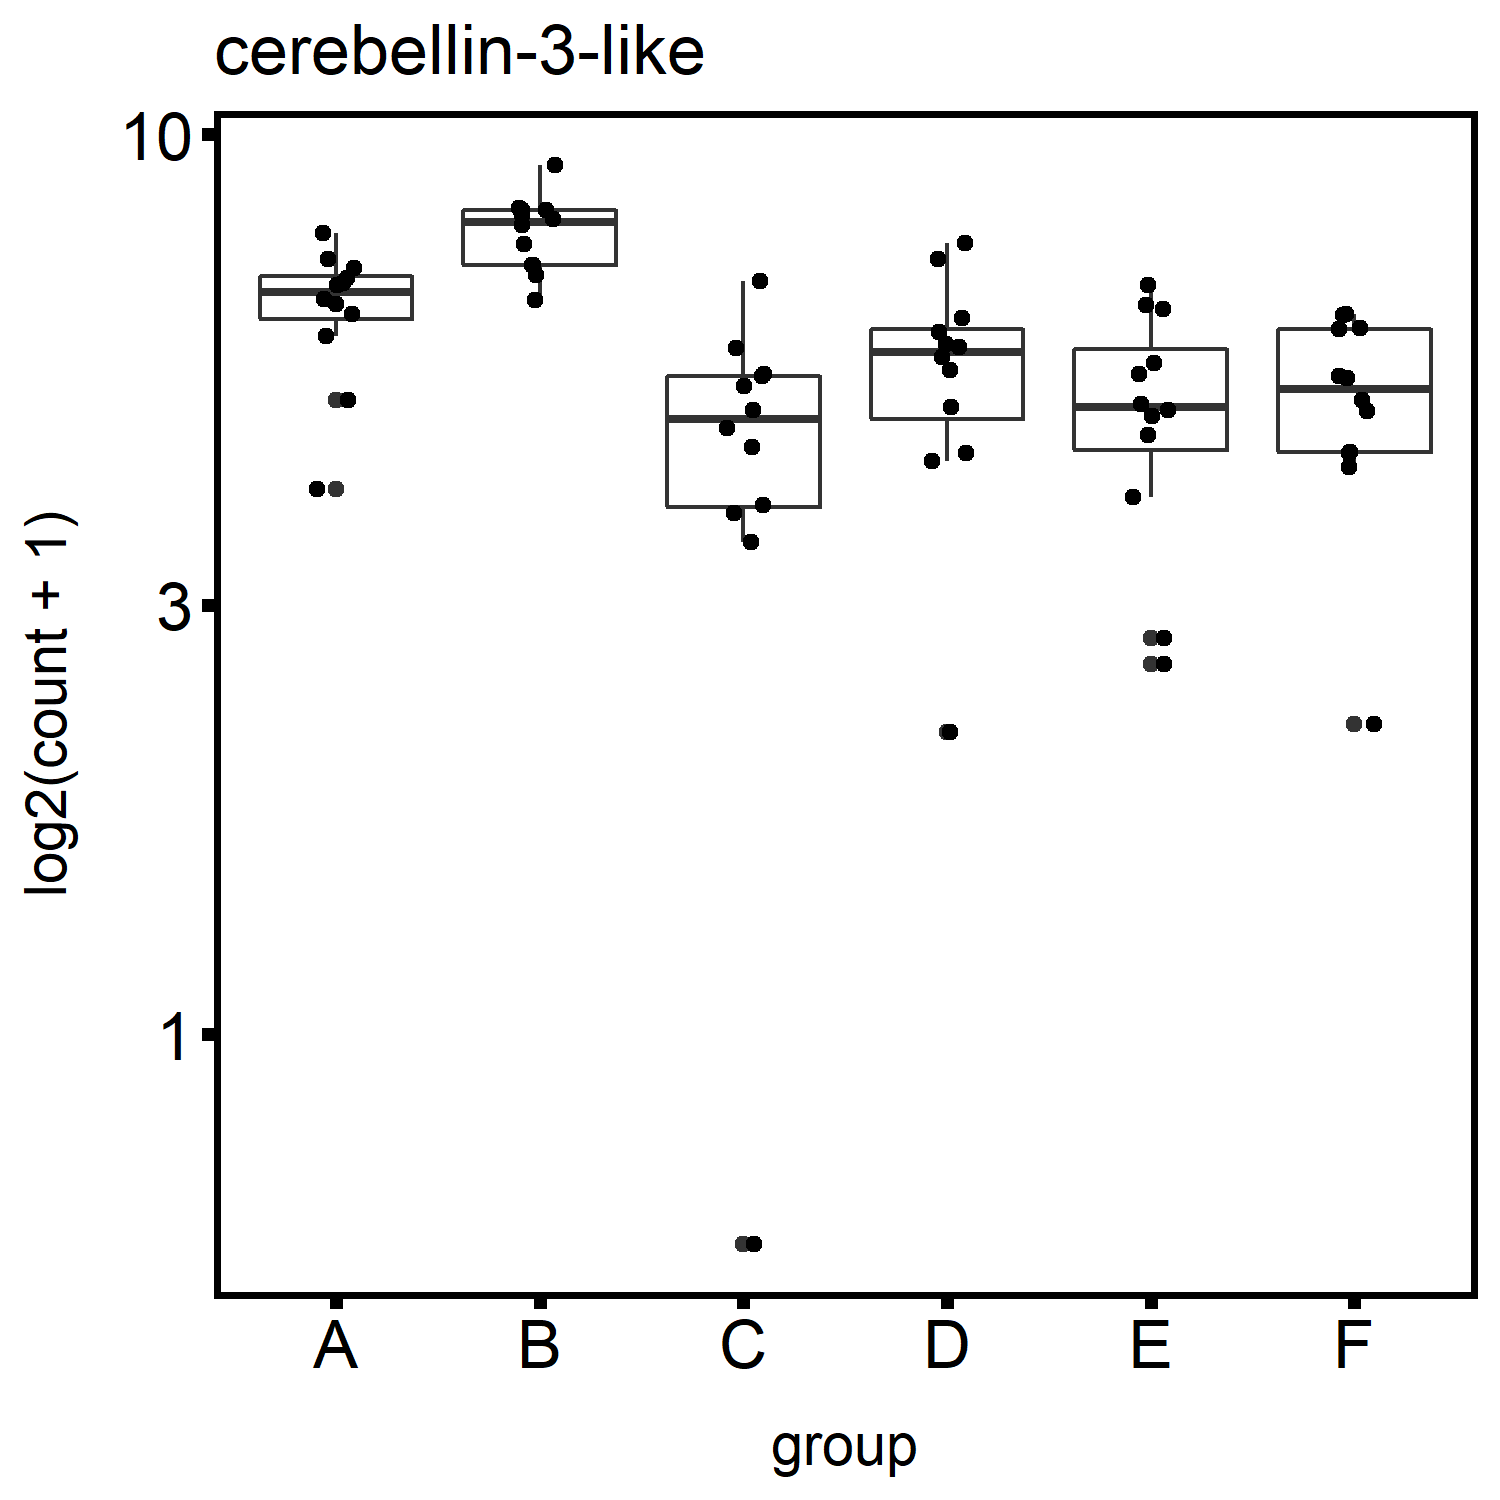 cerebellin-3-like
10
3
1
log2(count + 1)
A B C D E F
group